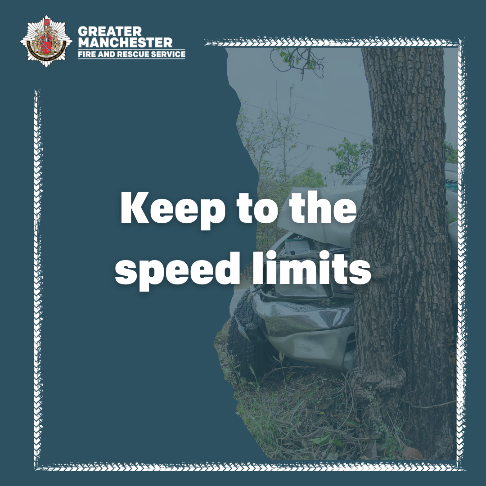 GREATER
MANCHESTER
FIRE AND RESCUE SERVICE
Keep to the
speed limits